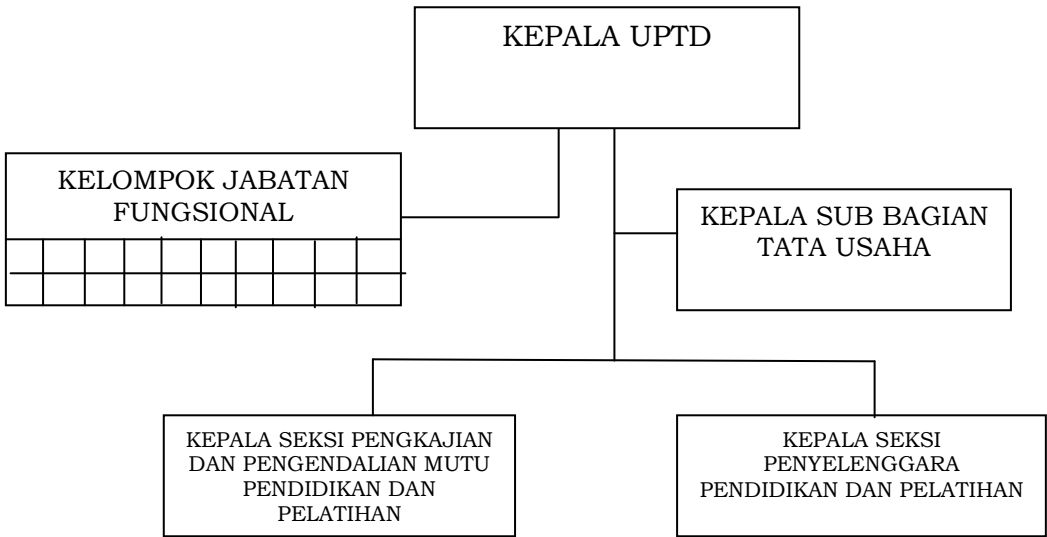 KEPALA UPTD
KELOMPOK JABATAN
FUNGSIONAL
KEPALA SUB BAGIAN
TATA USAHA
KEPALA SEKSI PENGKAJIAN
DAN PENGENDALIAN MUTU
PENDIDIKAN DAN
PELATIHAN
KEPALA SEKSI
PENYELENGGARA
PENDIDIKAN DAN PELATIHAN